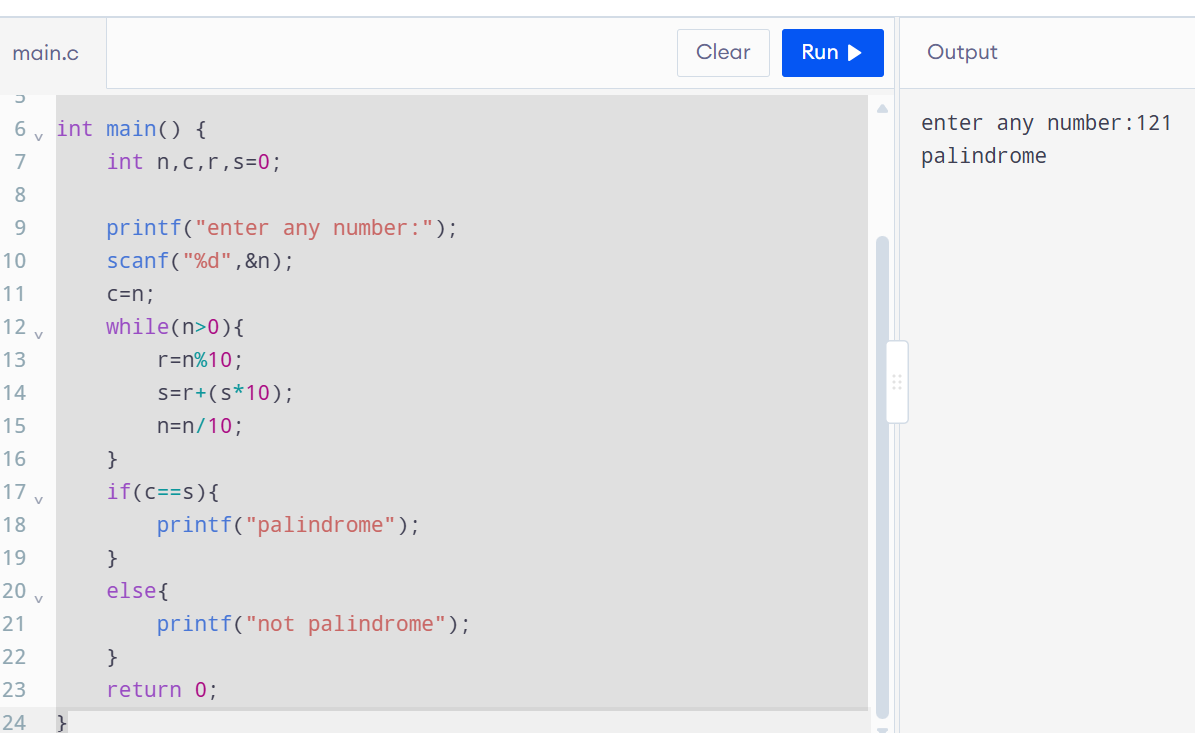 main.c
Clear
Run
Output
5
6 int main() {
7 int n,c,r,s=0;
8
9 printf("enter any number:");
10 scanf("%d",&n);
11 c=n;
12 while(n>0){
13 r=n%10;
14 s=r+(s*10);
15 n=n/10;
16 }
17 if(c==s){
18 printf("palindrome");
19 }
20 else{
21 printf("not palindrome");
22 }
23 return 0;
24 }
enter any number:121
palindrome